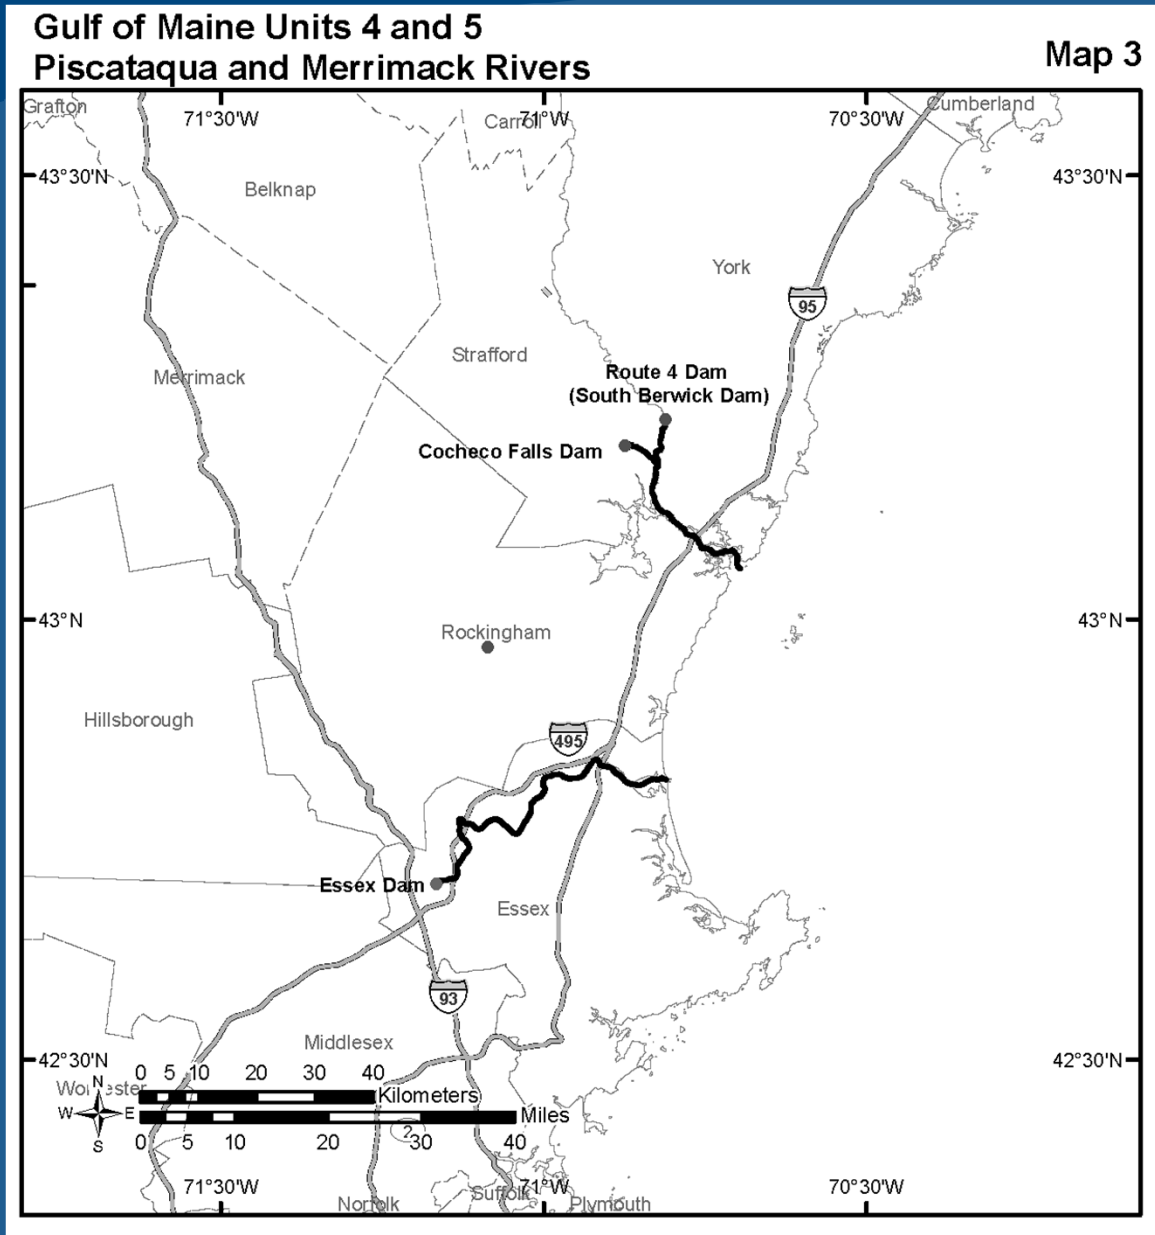 Gulf of Maine Units 4 and 5
Piscataqua and Merrimack Rivers
Map 3
Grafton
71°30'W
Carroll
71°W
70°30'W
Cumberland
43°30'N
43°30'N
Belknap
York
95
Strafford
Merrimack
Route 4 Dam
(South Berwick Dam)
Cocheco Falls Dam
43°N
43°N
Rockingham
Hillsborough
495
Essex Dam
Essex
93
Middlesex
42°30'N
42°30'N
0 5 10 20 30 40
Kilometers
Worcester
N
W E
S
Miles
2
0 5 10 20 30 40
71°30'W
71°W
70°30'W
Norfolk
Suffolk
Plymouth